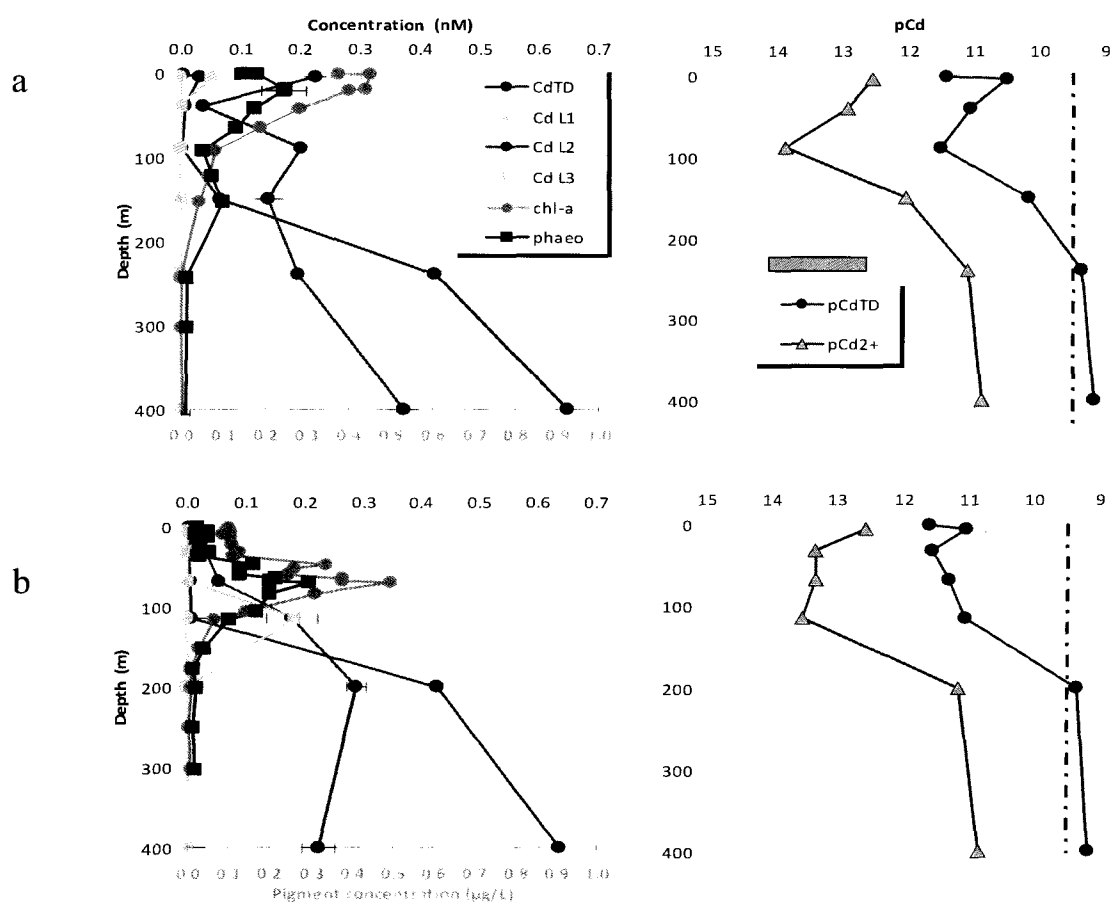 Concentration (nM)
0.0 0.1 0.2 0.3 0.4 0.5 0.6 0.7
a
0
100
200
300
400
Depth (m)
CdTD
Cd L1
Cd L2
Cd L3
chl-a
phaeo
0.0 0.1 0.2 0.3 0.4 0.5 0.6 0.7 0.8 0.9 1.0
pCd
15 14 13 12 11 10 9
0
100
200
300
400
pCdTD
pCd2+
b
0.0 0.1 0.2 0.3 0.4 0.5 0.6 0.7
0
100
200
300
400
Depth (m)
0.0 0.1 0.2 0.3 0.4 0.5 0.6 0.7 0.8 0.9 1.0
Pigment concentration (µg/L)
15 14 13 12 11 10 9
0
100
200
300
400